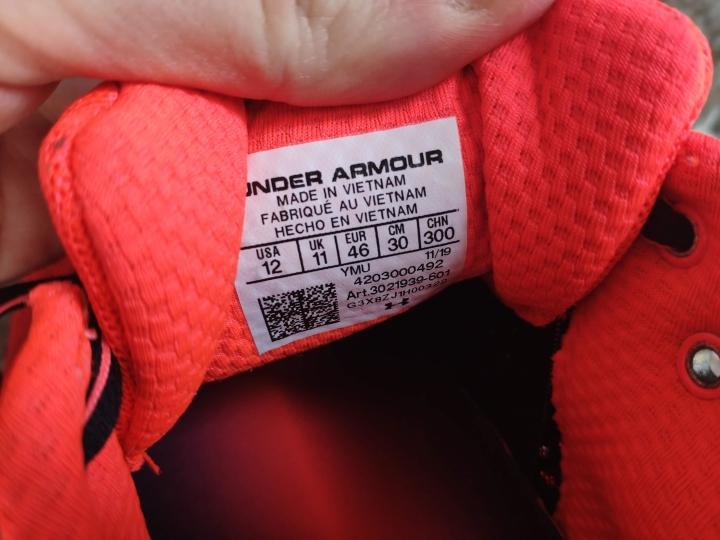 UNDER ARMOUR
MADE IN VIETNAM
FABRIQUÉ AU VIETNAM
HECHO EN VIETNAM
USA UK EUR CM CHN
12 11 46 30 300
YMU 11/19
4203000492
Art.3021939-601